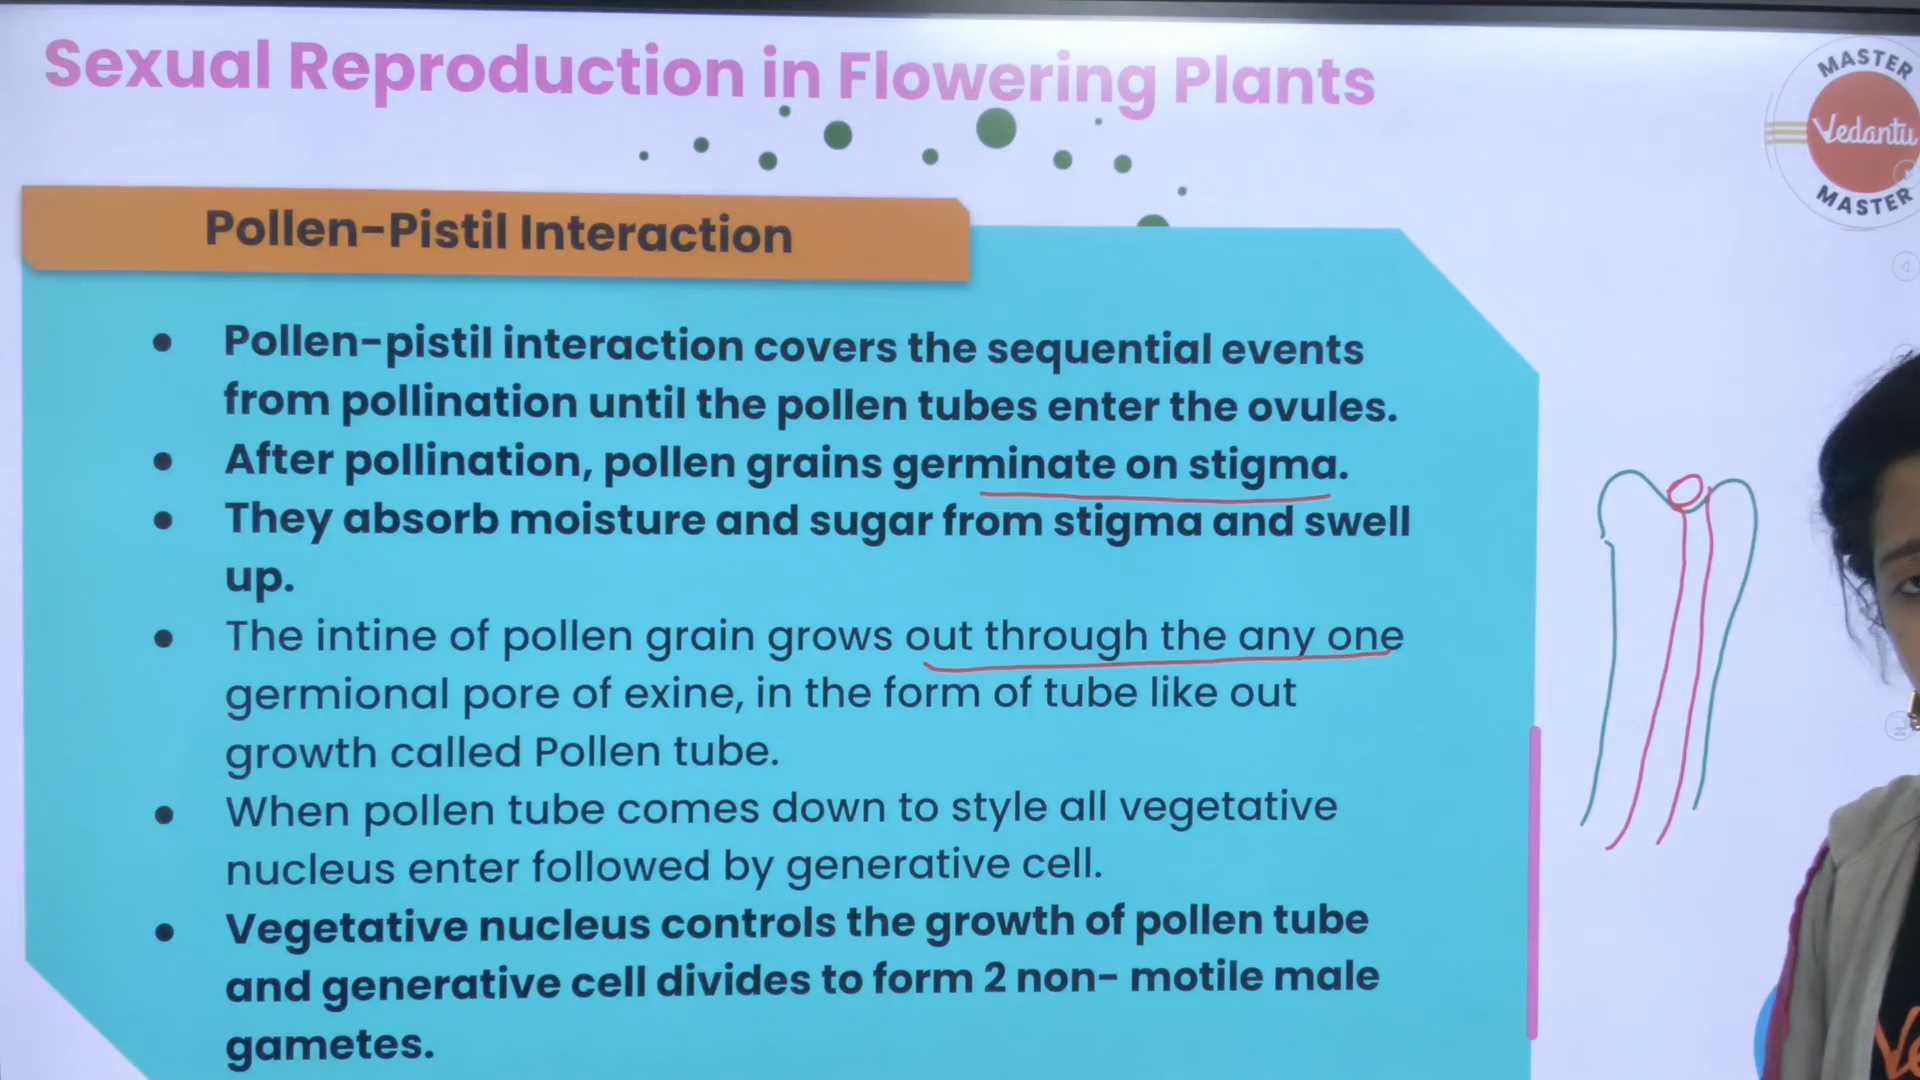 Sexual Reproduction in Flowering Plants
MASTER
Vedantu
MASTER
Pollen-Pistil Interaction
Pollen-pistil interaction covers the sequential events
from pollination until the pollen tubes enter the ovules.
After pollination, pollen grains germinate on stigma.
They absorb moisture and sugar from stigma and swell
up.
The intine of pollen grain grows out through the any one
germional pore of exine, in the form of tube like out
growth called Pollen tube.
When pollen tube comes down to style all vegetative
nucleus enter followed by generative cell.
Vegetative nucleus controls the growth of pollen tube
and generative cell divides to form 2 non- motile male
gametes.